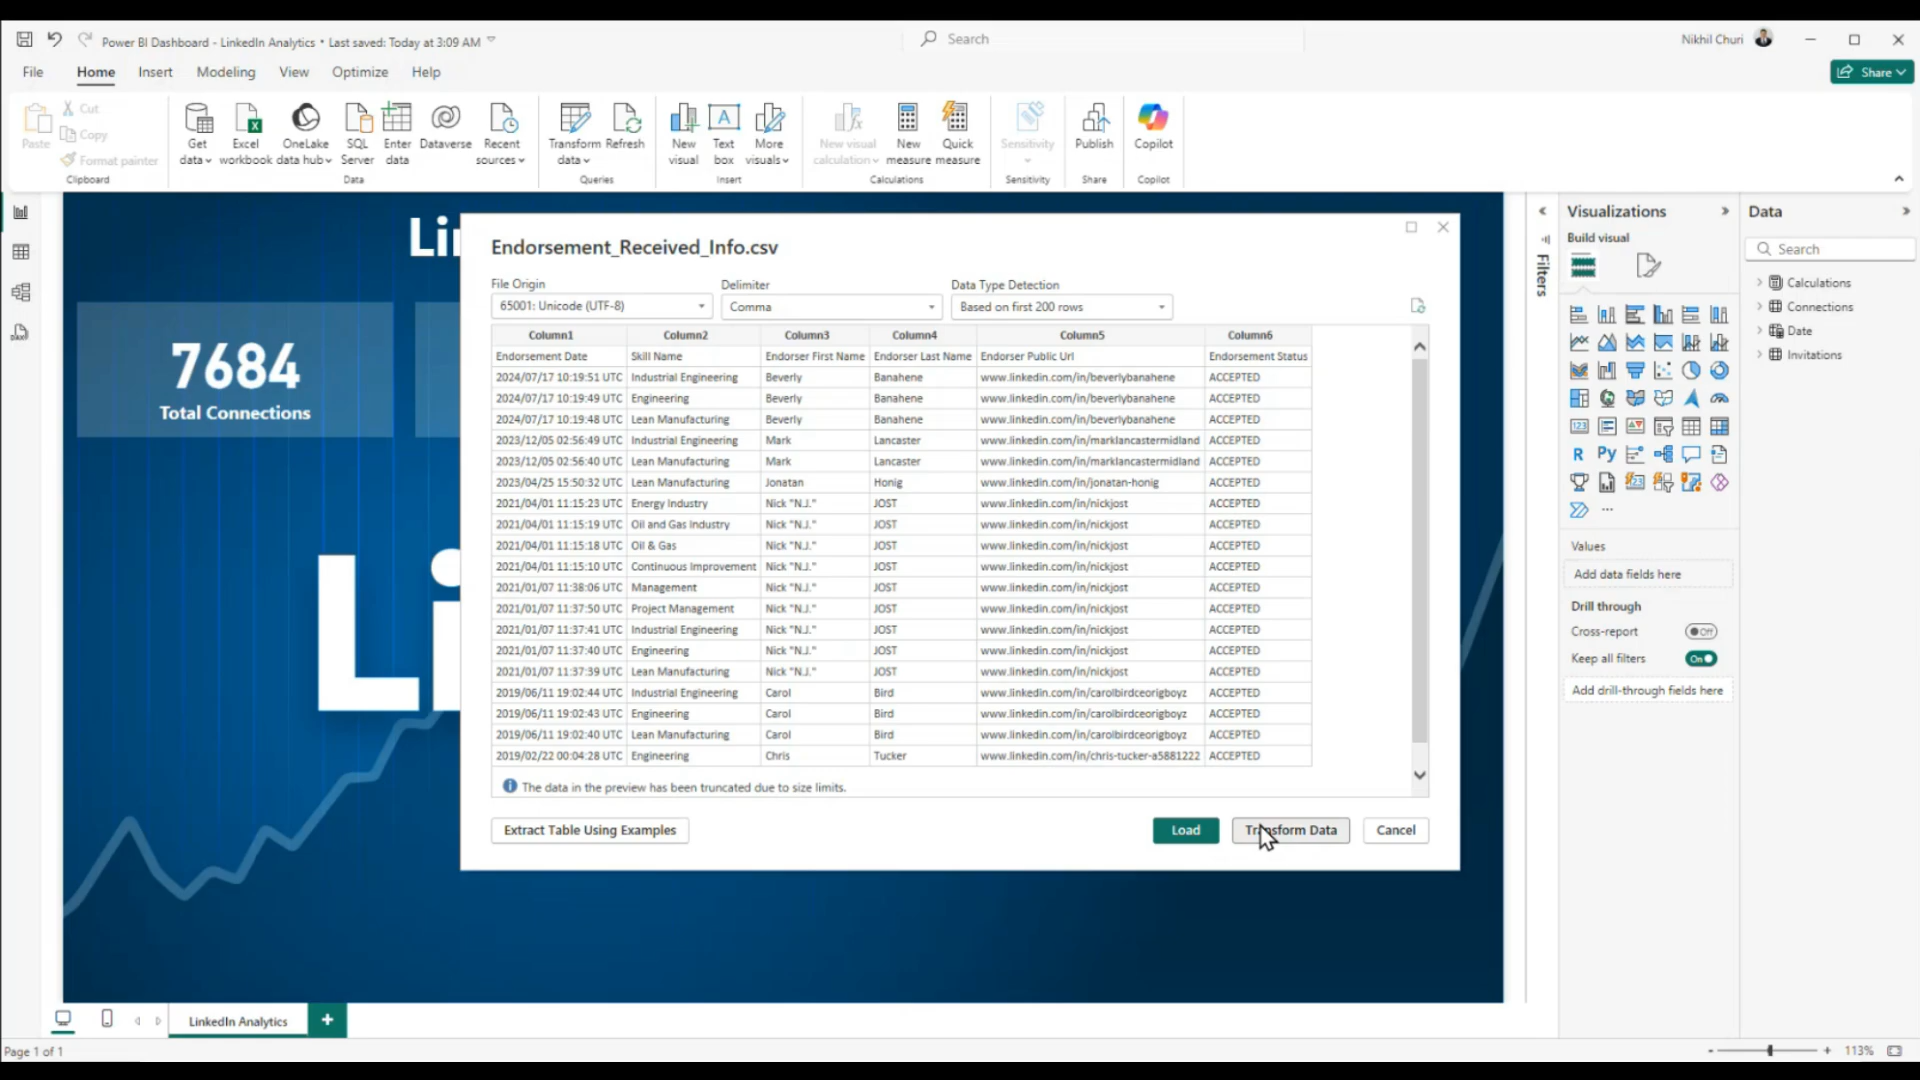 Power BI Dashboard - LinkedIn Analytics • Last saved: Today at 3:09 AM
Search
Nikhil Churi
File Home Insert Modeling View Optimize Help
Share
Paste
Cut
Copy
Format painter
Clipboard
Get data
Excel workbook
OneLake data hub
SQL Server
Enter data
Dataverse
Recent sources
Data
Transform data
Refresh
Queries
New visual
Text box
More visuals
Insert
New visual calculation
New measure
Quick measure
Calculations
Sensitivity
Sensitivity
Publish
Share
Copilot
Copilot
Lin
7684
Total Connections
Li
Endorsement_Received_Info.csv
File Origin Delimiter Data Type Detection
65001: Unicode (UTF-8) Comma Based on first 200 rows
Column1 Column2 Column3 Column4 Column5 Column6
Endorsement Date Skill Name Endorser First Name Endorser Last Name Endorser Public Url Endorsement Status
2024/07/17 10:19:51 UTC Industrial Engineering Beverly Banahene www.linkedin.com/in/beverlybanahene ACCEPTED
2024/07/17 10:19:49 UTC Engineering Beverly Banahene www.linkedin.com/in/beverlybanahene ACCEPTED
2024/07/17 10:19:48 UTC Lean Manufacturing Beverly Banahene www.linkedin.com/in/beverlybanahene ACCEPTED
2023/12/05 02:56:49 UTC Industrial Engineering Mark Lancaster www.linkedin.com/in/marklancastermidland ACCEPTED
2023/12/05 02:56:40 UTC Lean Manufacturing Mark Lancaster www.linkedin.com/in/marklancastermidland ACCEPTED
2023/04/25 15:50:32 UTC Lean Manufacturing Jonatan Honig www.linkedin.com/in/jonatan-honig ACCEPTED
2021/04/01 11:15:23 UTC Energy Industry Nick "N.J." JOST www.linkedin.com/in/nickjost ACCEPTED
2021/04/01 11:15:19 UTC Oil and Gas Industry Nick "N.J." JOST www.linkedin.com/in/nickjost ACCEPTED
2021/04/01 11:15:18 UTC Oil & Gas Nick "N.J." JOST www.linkedin.com/in/nickjost ACCEPTED
2021/04/01 11:15:10 UTC Continuous Improvement Nick "N.J." JOST www.linkedin.com/in/nickjost ACCEPTED
2021/01/07 11:38:06 UTC Management Nick "N.J." JOST www.linkedin.com/in/nickjost ACCEPTED
2021/01/07 11:37:50 UTC Project Management Nick "N.J." JOST www.linkedin.com/in/nickjost ACCEPTED
2021/01/07 11:37:41 UTC Industrial Engineering Nick "N.J." JOST www.linkedin.com/in/nickjost ACCEPTED
2021/01/07 11:37:40 UTC Engineering Nick "N.J." JOST www.linkedin.com/in/nickjost ACCEPTED
2021/01/07 11:37:39 UTC Lean Manufacturing Nick "N.J." JOST www.linkedin.com/in/nickjost ACCEPTED
2019/06/11 19:02:44 UTC Industrial Engineering Carol Bird www.linkedin.com/in/carolbirdceorigboyz ACCEPTED
2019/06/11 19:02:43 UTC Engineering Carol Bird www.linkedin.com/in/carolbirdceorigboyz ACCEPTED
2019/06/11 19:02:40 UTC Lean Manufacturing Carol Bird www.linkedin.com/in/carolbirdceorigboyz ACCEPTED
2019/02/22 00:04:28 UTC Engineering Chris Tucker www.linkedin.com/in/chris-tucker-a5881222 ACCEPTED
The data in the preview has been truncated due to size limits.
Extract Table Using Examples
Load
Transform Data
Cancel
Filters
Visualizations
Build visual
R Py
123
Values
Add data fields here
Drill through
Cross-report Off
Keep all filters On
Add drill-through fields here
Data
Search
Calculations
Connections
Date
Invitations
LinkedIn Analytics
+
Page 1 of 1
- + 113%